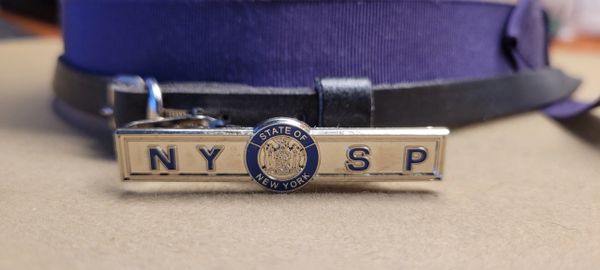 NY SP
STATE OF
NEW YORK